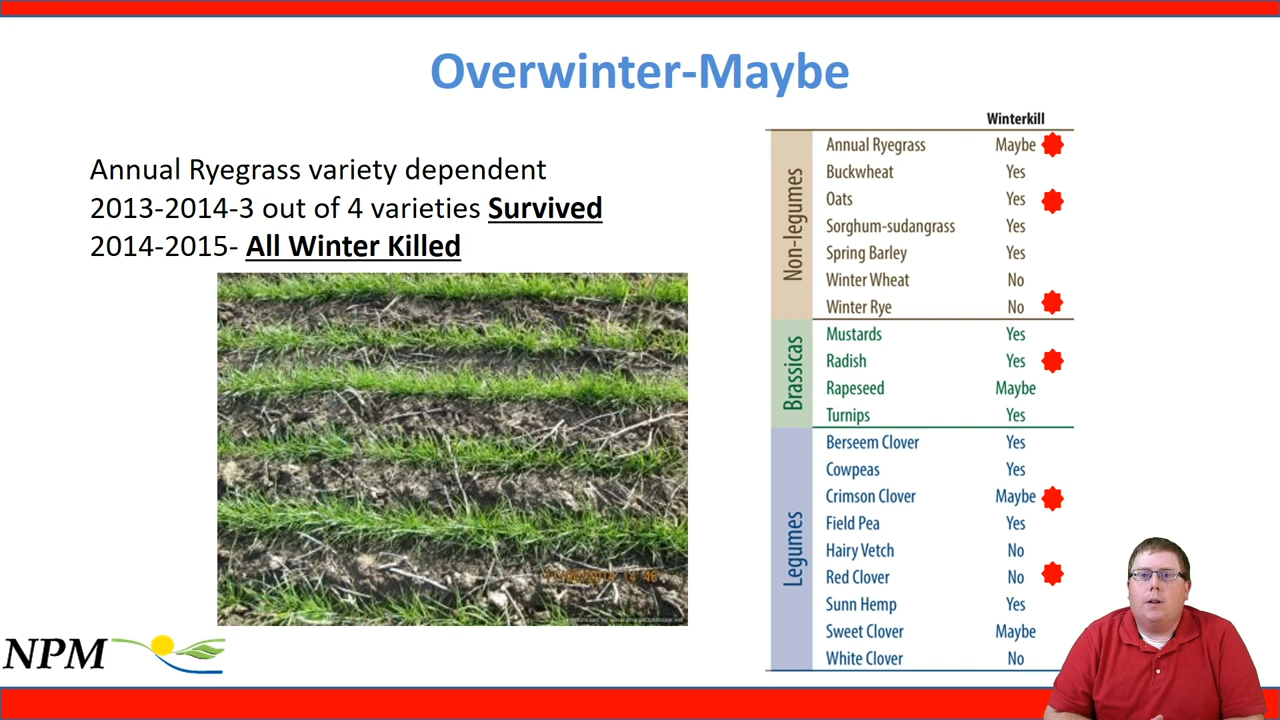 Overwinter-Maybe
Annual Ryegrass variety dependent
2013-2014-3 out of 4 varieties Survived
2014-2015- All Winter Killed
Winterkill
Non-legumes
Annual Ryegrass Maybe
Buckwheat Yes
Oats Yes
Sorghum-sudangrass Yes
Spring Barley Yes
Winter Wheat No
Winter Rye No
Brassicas
Mustards Yes
Radish Yes
Rapeseed Maybe
Turnips Yes
Legumes
Berseem Clover Yes
Cowpeas Yes
Crimson Clover Maybe
Field Pea Yes
Hairy Vetch No
Red Clover No
Sunn Hemp Yes
Sweet Clover Maybe
White Clover No
NPM